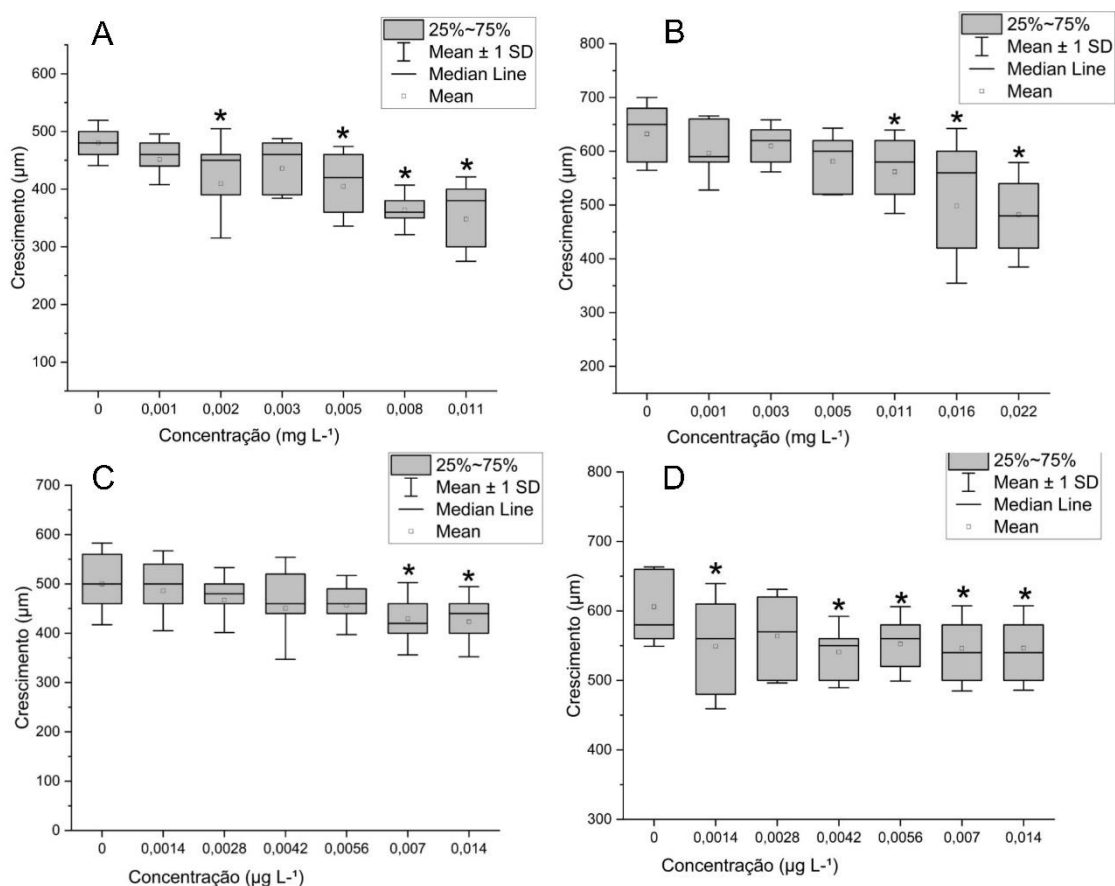 A
25%~75%
Mean ± 1 SD
Median Line
Mean
600
500
400
300
200
100
Crescimento (µm)
*
*
*
*
0 0,001 0,002 0,003 0,005 0,008 0,011
Concentração (mg L-¹)
B
25%~75%
Mean ± 1 SD
Median Line
Mean
800
700
600
500
400
300
200
Crescimento (µm)
*
*
*
0 0,001 0,003 0,005 0,011 0,016 0,022
Concentração (mg L-¹)
C
25%~75%
Mean ± 1 SD
Median Line
Mean
700
600
500
400
300
200
100
0
Crescimento (µm)
*
*
0 0,0014 0,0028 0,0042 0,0056 0,007 0,014
Concentração (µg L-¹)
D
25%~75%
Mean ± 1 SD
Median Line
Mean
800
700
600
500
400
300
Crescimento (µm)
*
*
*
*
*
0 0,0014 0,0028 0,0042 0,0056 0,007 0,014
Concentração (µg L-¹)